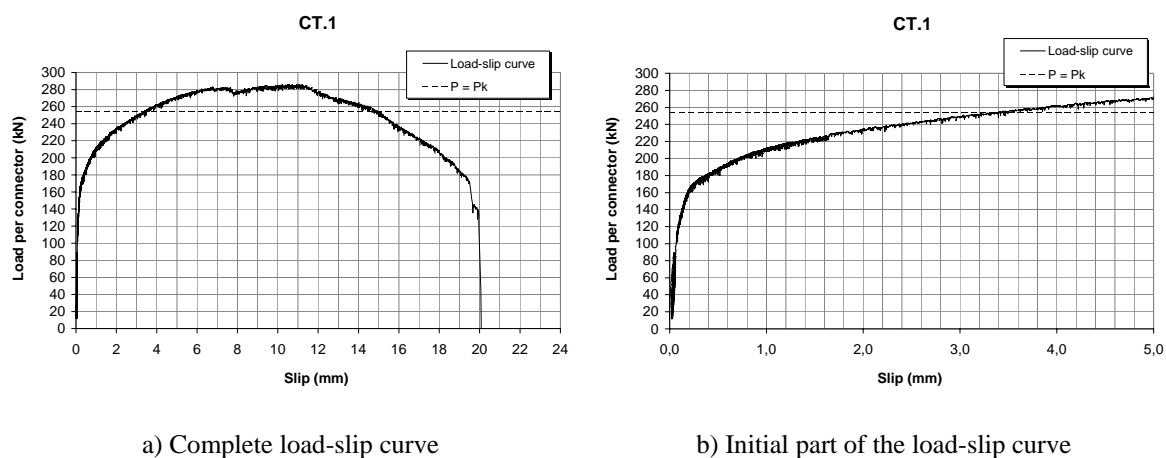 CT.1
Load-slip curve
P = Pk
Load per connector (kN)
300
280
260
240
220
200
180
160
140
120
100
80
60
40
20
0
0 2 4 6 8 10 12 14 16 18 20 22 24
Slip (mm)
a) Complete load-slip curve
CT.1
Load-slip curve
P = Pk
Load per connector (kN)
300
280
260
240
220
200
180
160
140
120
100
80
60
40
20
0
0,0 1,0 2,0 3,0 4,0 5,0
Slip (mm)
b) Initial part of the load-slip curve